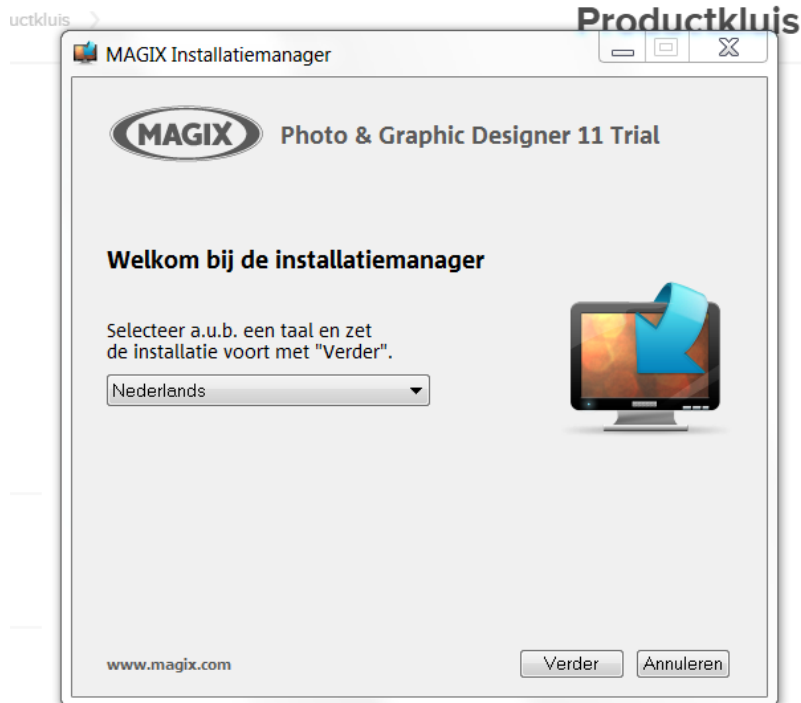 uctkluis
Productkluis
MAGIX Installatiemanager
MAGIX
Photo & Graphic Designer 11 Trial
Welkom bij de installatiemanager
Selecteer a.u.b. een taal en zet
de installatie voort met "Verder".
Nederlands
www.magix.com
Verder
Annuleren